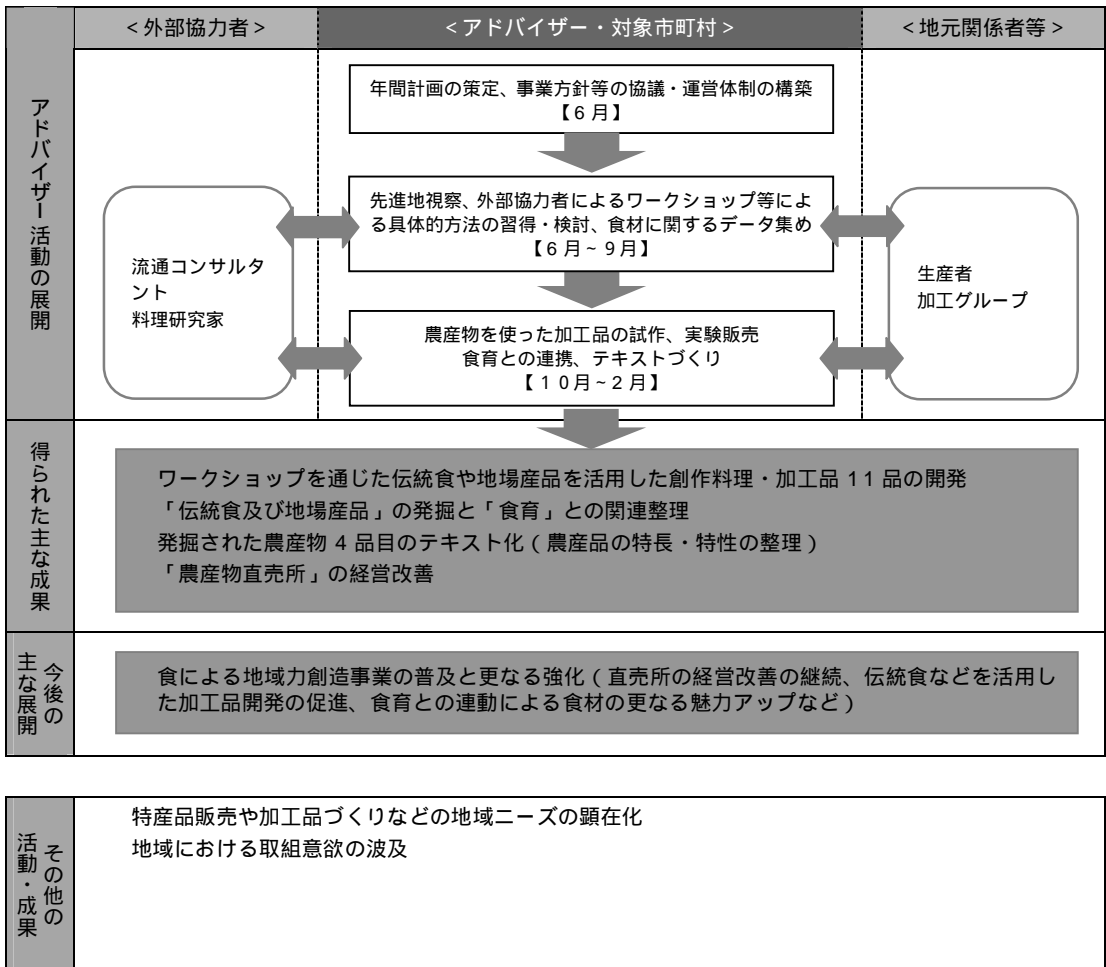 <外部協力者>
<アドバイザー・対象市町村>
<地元関係者等>
アドバイザー活動の展開
年間計画の策定、事業方針等の協議・運営体制の構築
【6月】
先進地視察、外部協力者によるワークショップ等によ
る具体的方法の習得・検討、食材に関するデータ集め
【6月~9月】
流通コンサルタ
ント
料理研究家
生産者
加工グループ
農産物を使った加工品の試作、実験販売
食育との連携、テキストづくり
【10月~2月】
得られた主な成果
ワークショップを通じた伝統食や地場産品を活用した創作料理・加工品 11 品の開発
「伝統食及び地場産品」の発掘と「食育」との関連整理
発掘された農産物 4 品目のテキスト化(農産品の特長・特性の整理)
「農産物直売所」の経営改善
今後の
主な展開
食による地域力創造事業の普及と更なる強化(直売所の経営改善の継続、伝統食などを活用し
た加工品開発の促進、食育との連動による食材の更なる魅力アップなど)
その他の
活動・成果
特産品販売や加工品づくりなどの地域ニーズの顕在化
地域における取組意欲の波及